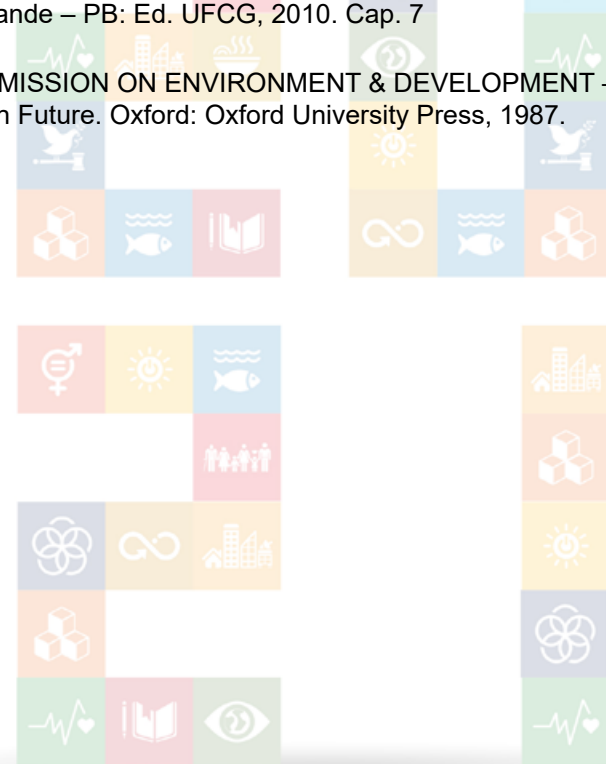 ande – PB: Ed. UFCG, 2010. Cap. 7
MISSION ON ENVIRONMENT & DEVELOPMENT –
n Future. Oxford: Oxford University Press, 1987.